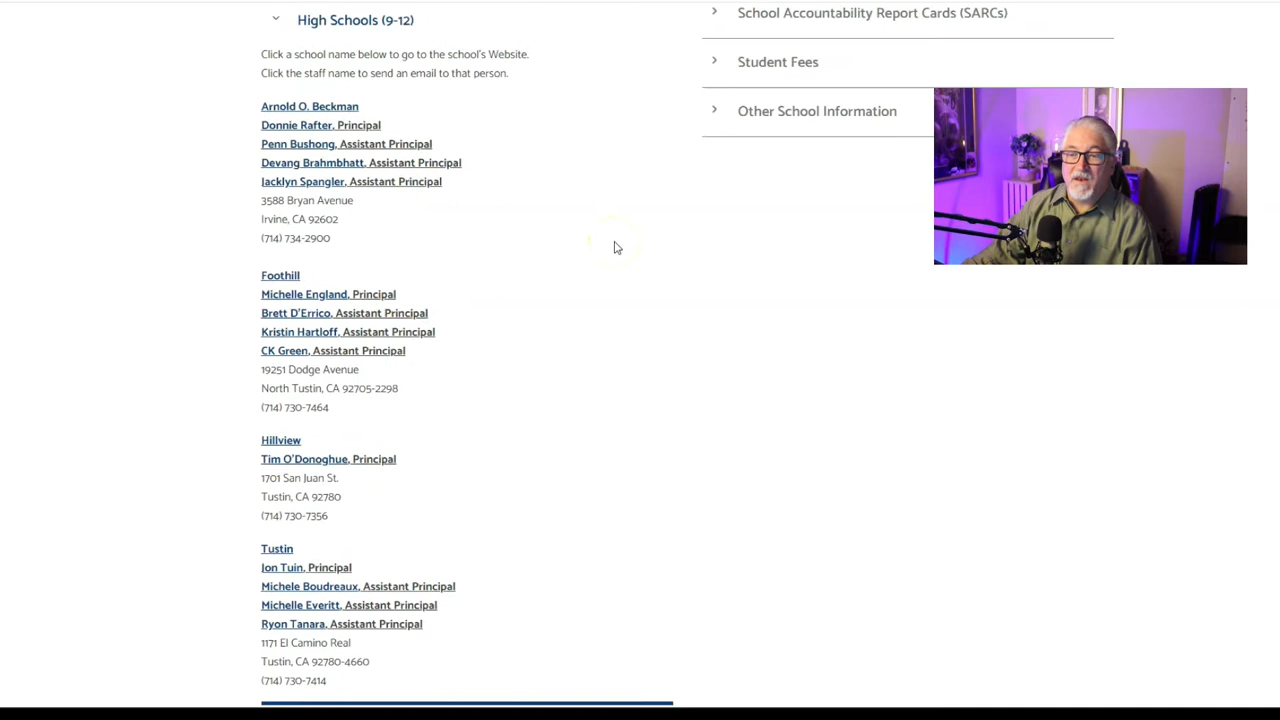 High Schools (9-12)
Click a school name below to go to the school's Website.
Click the staff name to send an email to that person.
Arnold O. Beckman
Donnie Rafter, Principal
Penn Bushong, Assistant Principal
Devang Brahmbhatt, Assistant Principal
Jacklyn Spangler, Assistant Principal
3588 Bryan Avenue
Irvine, CA 92602
(714) 734-2900
Foothill
Michelle England, Principal
Brett D'Errico, Assistant Principal
Kristin Hartloff, Assistant Principal
CK Green, Assistant Principal
19251 Dodge Avenue
North Tustin, CA 92705-2298
(714) 730-7464
Hillview
Tim O'Donoghue, Principal
1701 San Juan St.
Tustin, CA 92780
(714) 730-7356
Tustin
Jon Tuin, Principal
Michele Boudreaux, Assistant Principal
Michelle Everitt, Assistant Principal
Ryon Tanara, Assistant Principal
1171 El Camino Real
Tustin, CA 92780-4660
(714) 730-7414
School Accountability Report Cards (SARCs)
Student Fees
Other School Information